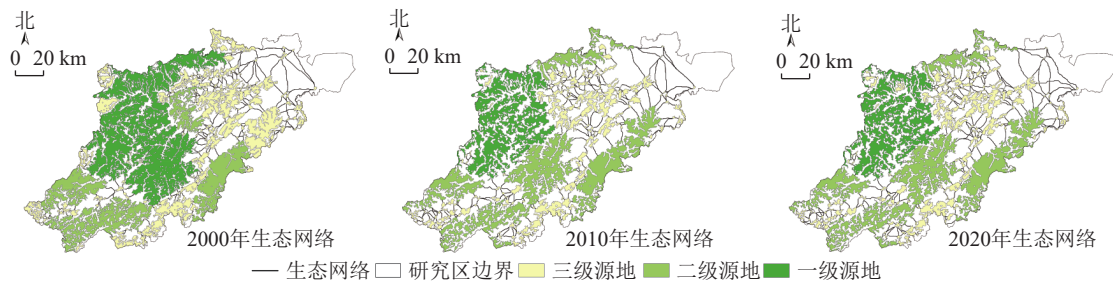 北
0 20 km
2000年生态网络
北
0 20 km
2010年生态网络
北
0 20 km
2020年生态网络
生态网络 研究区边界 三级源地 二级源地 一级源地